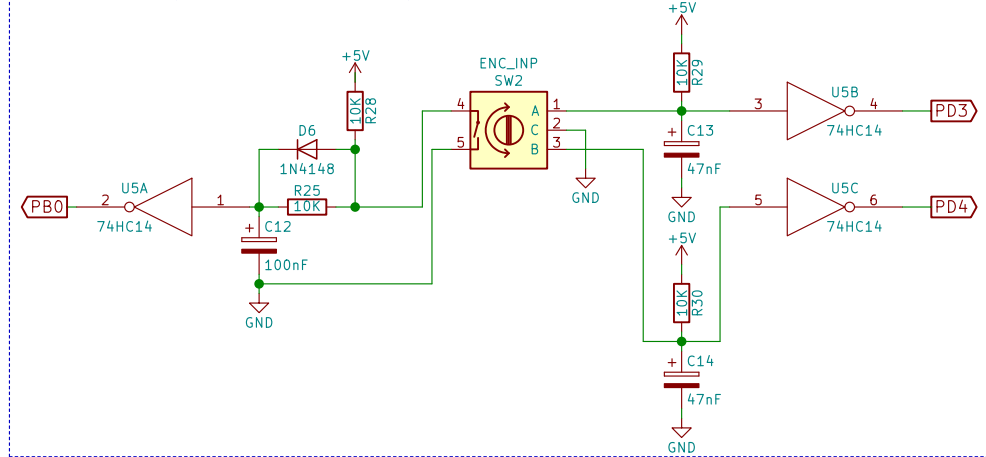 +5V
10K
R28
D6
1N4148
R25
10K
U5A
74HC14
PB0
2
1
+
C12
100nF
GND
ENC_INP
SW2
4
5
A
C
B
1
2
3
GND
+5V
10K
R29
+
C13
47nF
GND
3
U5B
4
74HC14
PD3
5
U5C
6
74HC14
PD4
+5V
10K
R30
+
C14
47nF
GND